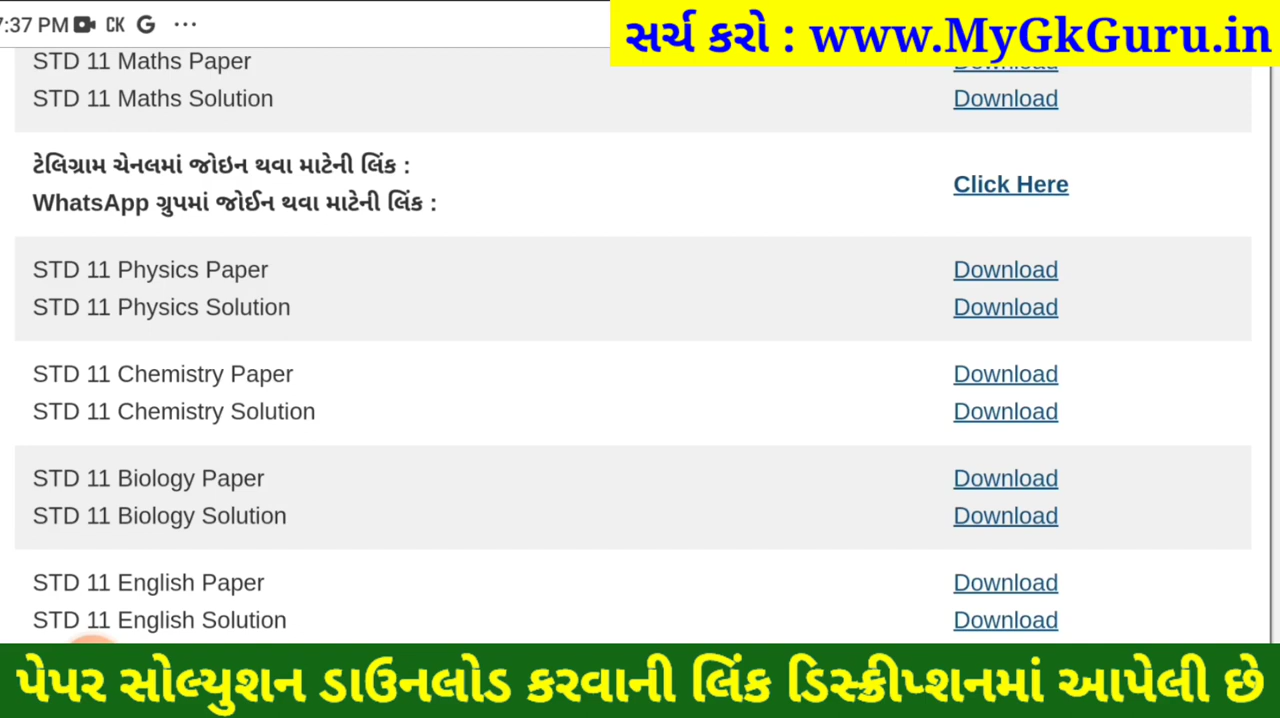 7:37 PM CK G ...
સર્ચ કરો : www.MyGkGuru.in
STD 11 Maths Paper Download
STD 11 Maths Solution Download
ટેલિગ્રામ ચેનલમાં જોઇન થવા માટેની લિંક :
WhatsApp ગ્રુપમાં જોઈન થવા માટેની લિંક :
Click Here
STD 11 Physics Paper Download
STD 11 Physics Solution Download
STD 11 Chemistry Paper Download
STD 11 Chemistry Solution Download
STD 11 Biology Paper Download
STD 11 Biology Solution Download
STD 11 English Paper Download
STD 11 English Solution Download
પેપર સોલ્યુશન ડાઉનલોડ કરવાની લિંક ડિસ્ક્રીપ્શનમાં આપેલી છે